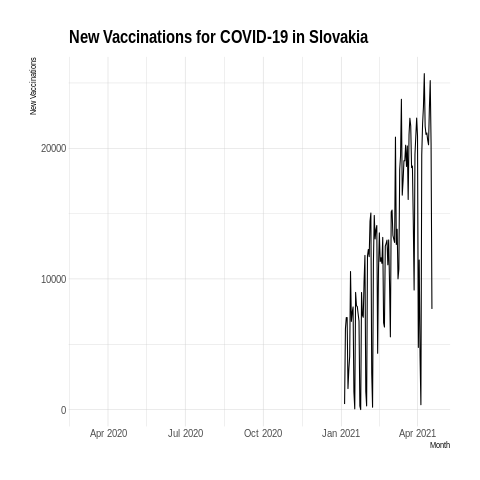 New Vaccinations for COVID-19 in Slovakia
New Vaccinations
20000
10000
0
Apr 2020 Jul 2020 Oct 2020 Jan 2021 Apr 2021
Month